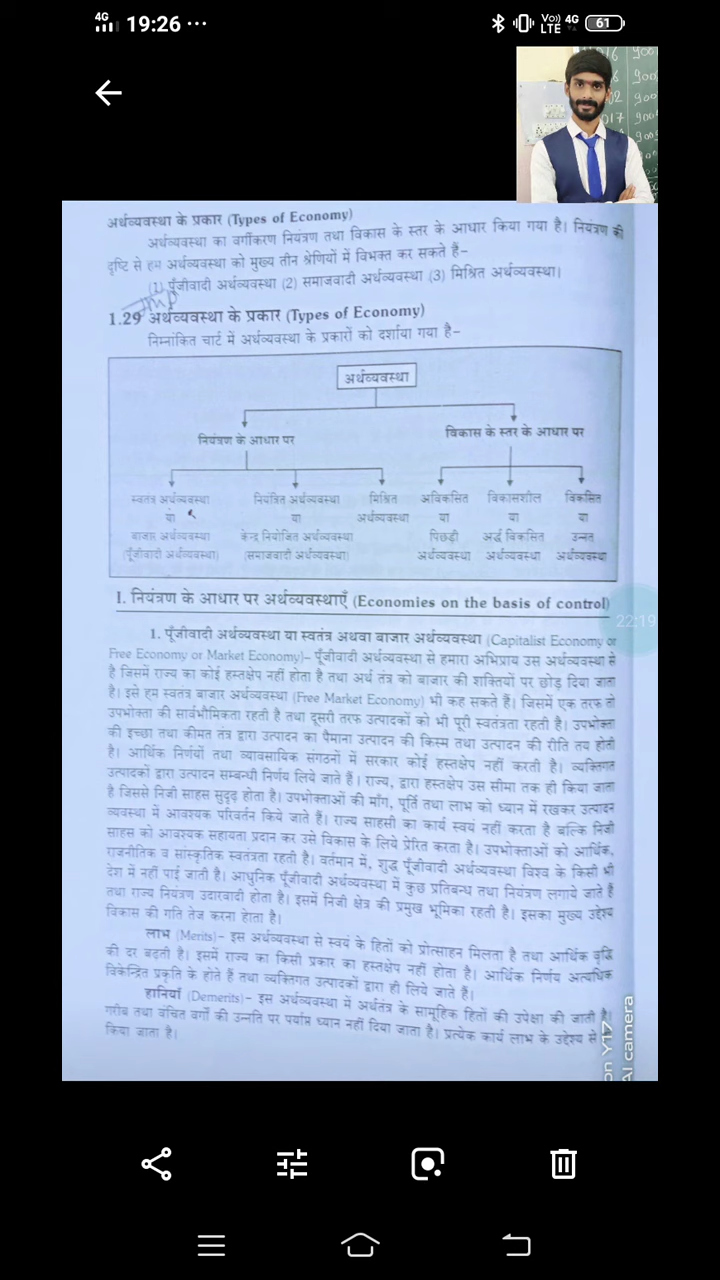 4G 19:26 ...
Vo)) LTE 4G 61
अर्थव्यवस्था के प्रकार (Types of Economy)
अर्थव्यवस्था का वर्गीकरण नियंत्रण तथा विकास के स्तर के आधार किया गया है। नियंत्रण की
दृष्टि से हम अर्थव्यवस्था को मुख्य तीन श्रेणियों में विभक्त कर सकते हैं–
(1) पूँजीवादी अर्थव्यवस्था (2) समाजवादी अर्थव्यवस्था (3) मिश्रित अर्थव्यवस्था।
Imp
1.29 अर्थव्यवस्था के प्रकार (Types of Economy)
निम्नांकित चार्ट में अर्थव्यवस्था के प्रकारों को दर्शाया गया है–
अर्थव्यवस्था
नियंत्रण के आधार पर विकास के स्तर के आधार पर
स्वतंत्र अर्थव्यवस्था नियंत्रित अर्थव्यवस्था मिश्रित अविकसित विकासशील विकसित
या या अर्थव्यवस्था या या या
बाजार अर्थव्यवस्था केन्द्र नियोजित अर्थव्यवस्था पिछड़ी अर्द्ध विकसित उन्नत
(पूँजीवादी अर्थव्यवस्था) (समाजवादी अर्थव्यवस्था) अर्थव्यवस्था अर्थव्यवस्था अर्थव्यवस्था
I. नियंत्रण के आधार पर अर्थव्यवस्थाएँ (Economies on the basis of control)
22:19
1. पूँजीवादी अर्थव्यवस्था या स्वतंत्र अथवा बाजार अर्थव्यवस्था (Capitalist Economy or
Free Economy or Market Economy)– पूँजीवादी अर्थव्यवस्था से हमारा अभिप्राय उस अर्थव्यवस्था से
है जिसमें राज्य का कोई हस्तक्षेप नहीं होता है तथा अर्थ तंत्र को बाजार की शक्तियों पर छोड़ दिया जाता
है। इसे हम स्वतंत्र बाजार अर्थव्यवस्था (Free Market Economy) भी कह सकते हैं। जिसमें एक तरफ तो
उपभोक्ता की सार्वभौमिकता रहती है तथा दूसरी तरफ उत्पादकों को भी पूरी स्वतंत्रता रहती है। उपभोक्ता
की इच्छा तथा कीमत तंत्र द्वारा उत्पादन का पैमाना उत्पादन की किस्म तथा उत्पादन की रीति तय होती
है। आर्थिक निर्णयों तथा व्यावसायिक संगठनों में सरकार कोई हस्तक्षेप नहीं करती है। व्यक्तिगत
उत्पादकों द्वारा उत्पादन सम्बन्धी निर्णय लिये जाते हैं। राज्य, द्वारा हस्तक्षेप उस सीमा तक ही किया जाता
है जिससे निजी साहस सुदृढ़ होता है। उपभोक्ताओं की माँग, पूर्ति तथा लाभ को ध्यान में रखकर उत्पादन
व्यवस्था में आवश्यक परिवर्तन किये जाते हैं। राज्य साहसी का कार्य स्वयं नहीं करता है बल्कि निजी
साहस को आवश्यक सहायता प्रदान कर उसे विकास के लिये प्रेरित करता है। उपभोक्ताओं को आर्थिक,
राजनीतिक व सांस्कृतिक स्वतंत्रता रहती है। वर्तमान में, शुद्ध पूँजीवादी अर्थव्यवस्था विश्व के किसी भी
देश में नहीं पाई जाती है। आधुनिक पूँजीवादी अर्थव्यवस्था में कुछ प्रतिबन्ध तथा नियंत्रण लगाये जाते हैं
तथा राज्य नियंत्रण उदारवादी होता है। इसमें निजी क्षेत्र की प्रमुख भूमिका रहती है। इसका मुख्य उद्देश्य
विकास की गति तेज करना हेाता है।
लाभ (Merits)– इस अर्थव्यवस्था से स्वयं के हितों को प्रोत्साहन मिलता है तथा आर्थिक वृद्धि
की दर बढ़ती है। इसमें राज्य का किसी प्रकार का हस्तक्षेप नहीं होता है। आर्थिक निर्णय अत्यधिक
विकेन्द्रित प्रकृति के होते हैं तथा व्यक्तिगत उत्पादकों द्वारा ही लिये जाते हैं।
हानियाँ (Demerits)– इस अर्थव्यवस्था में अर्थतंत्र के सामूहिक हितों की उपेक्षा की जाती है।
गरीब तथा वंचित वर्गों की उन्नति पर पर्याप्त ध्यान नहीं दिया जाता है। प्रत्येक कार्य लाभ के उद्देश्य से
किया जाता है।
on Y17
AI camera